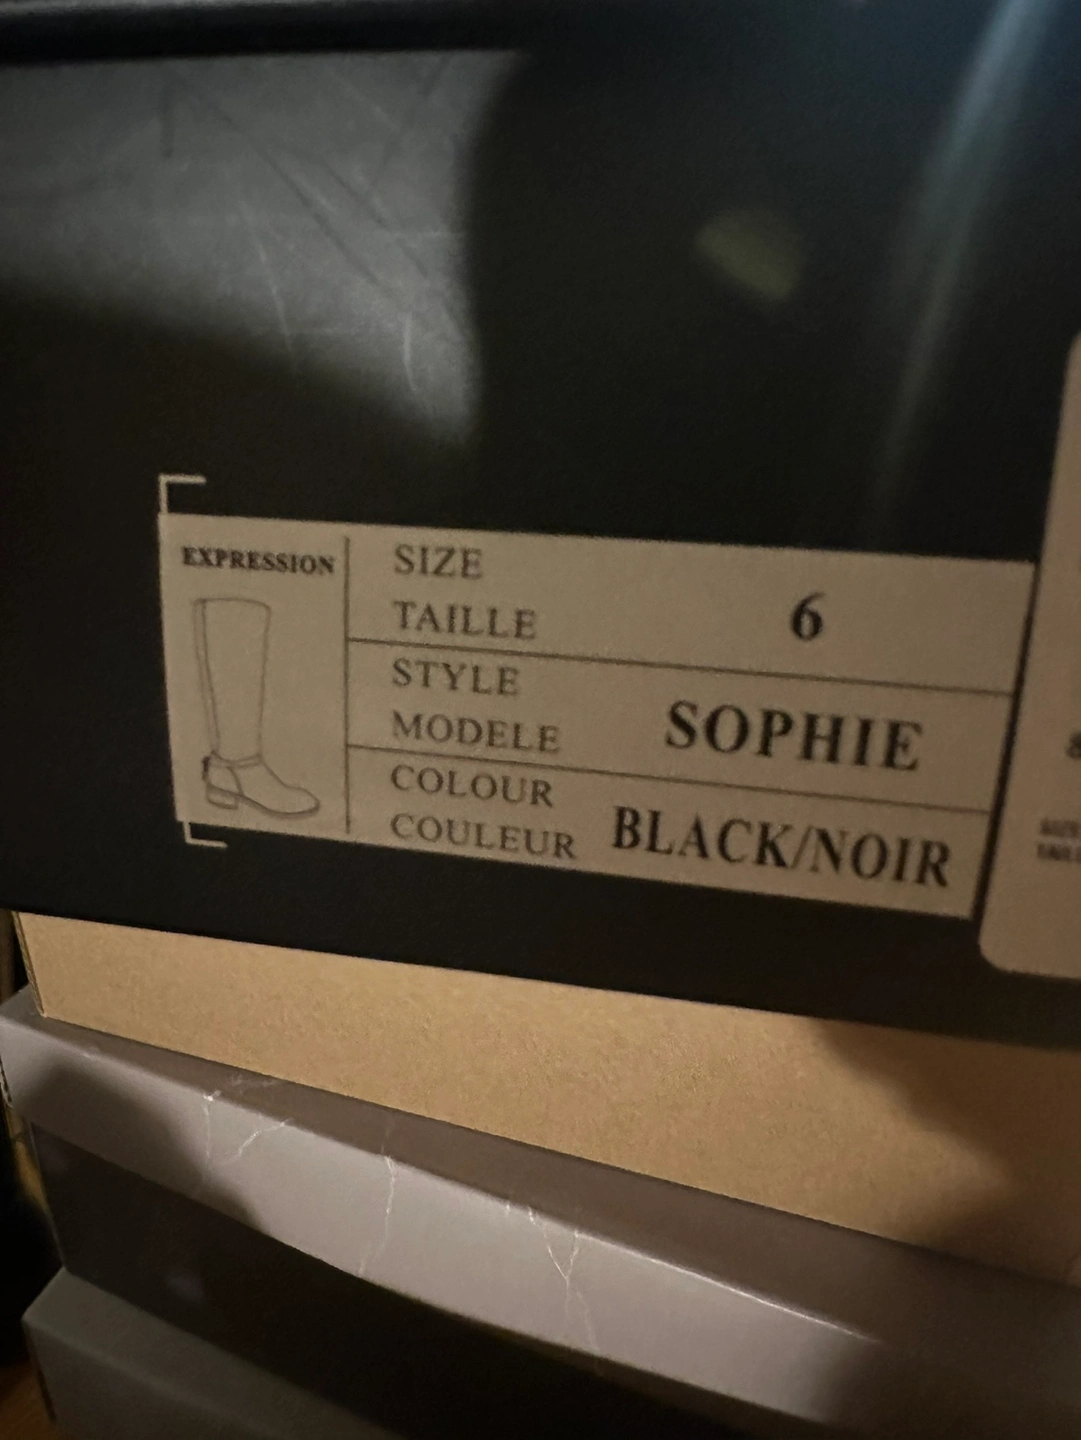 EXPRESSION
SIZE
TAILLE
6
STYLE
MODELE
SOPHIE
COLOUR
COULEUR
BLACK/NOIR